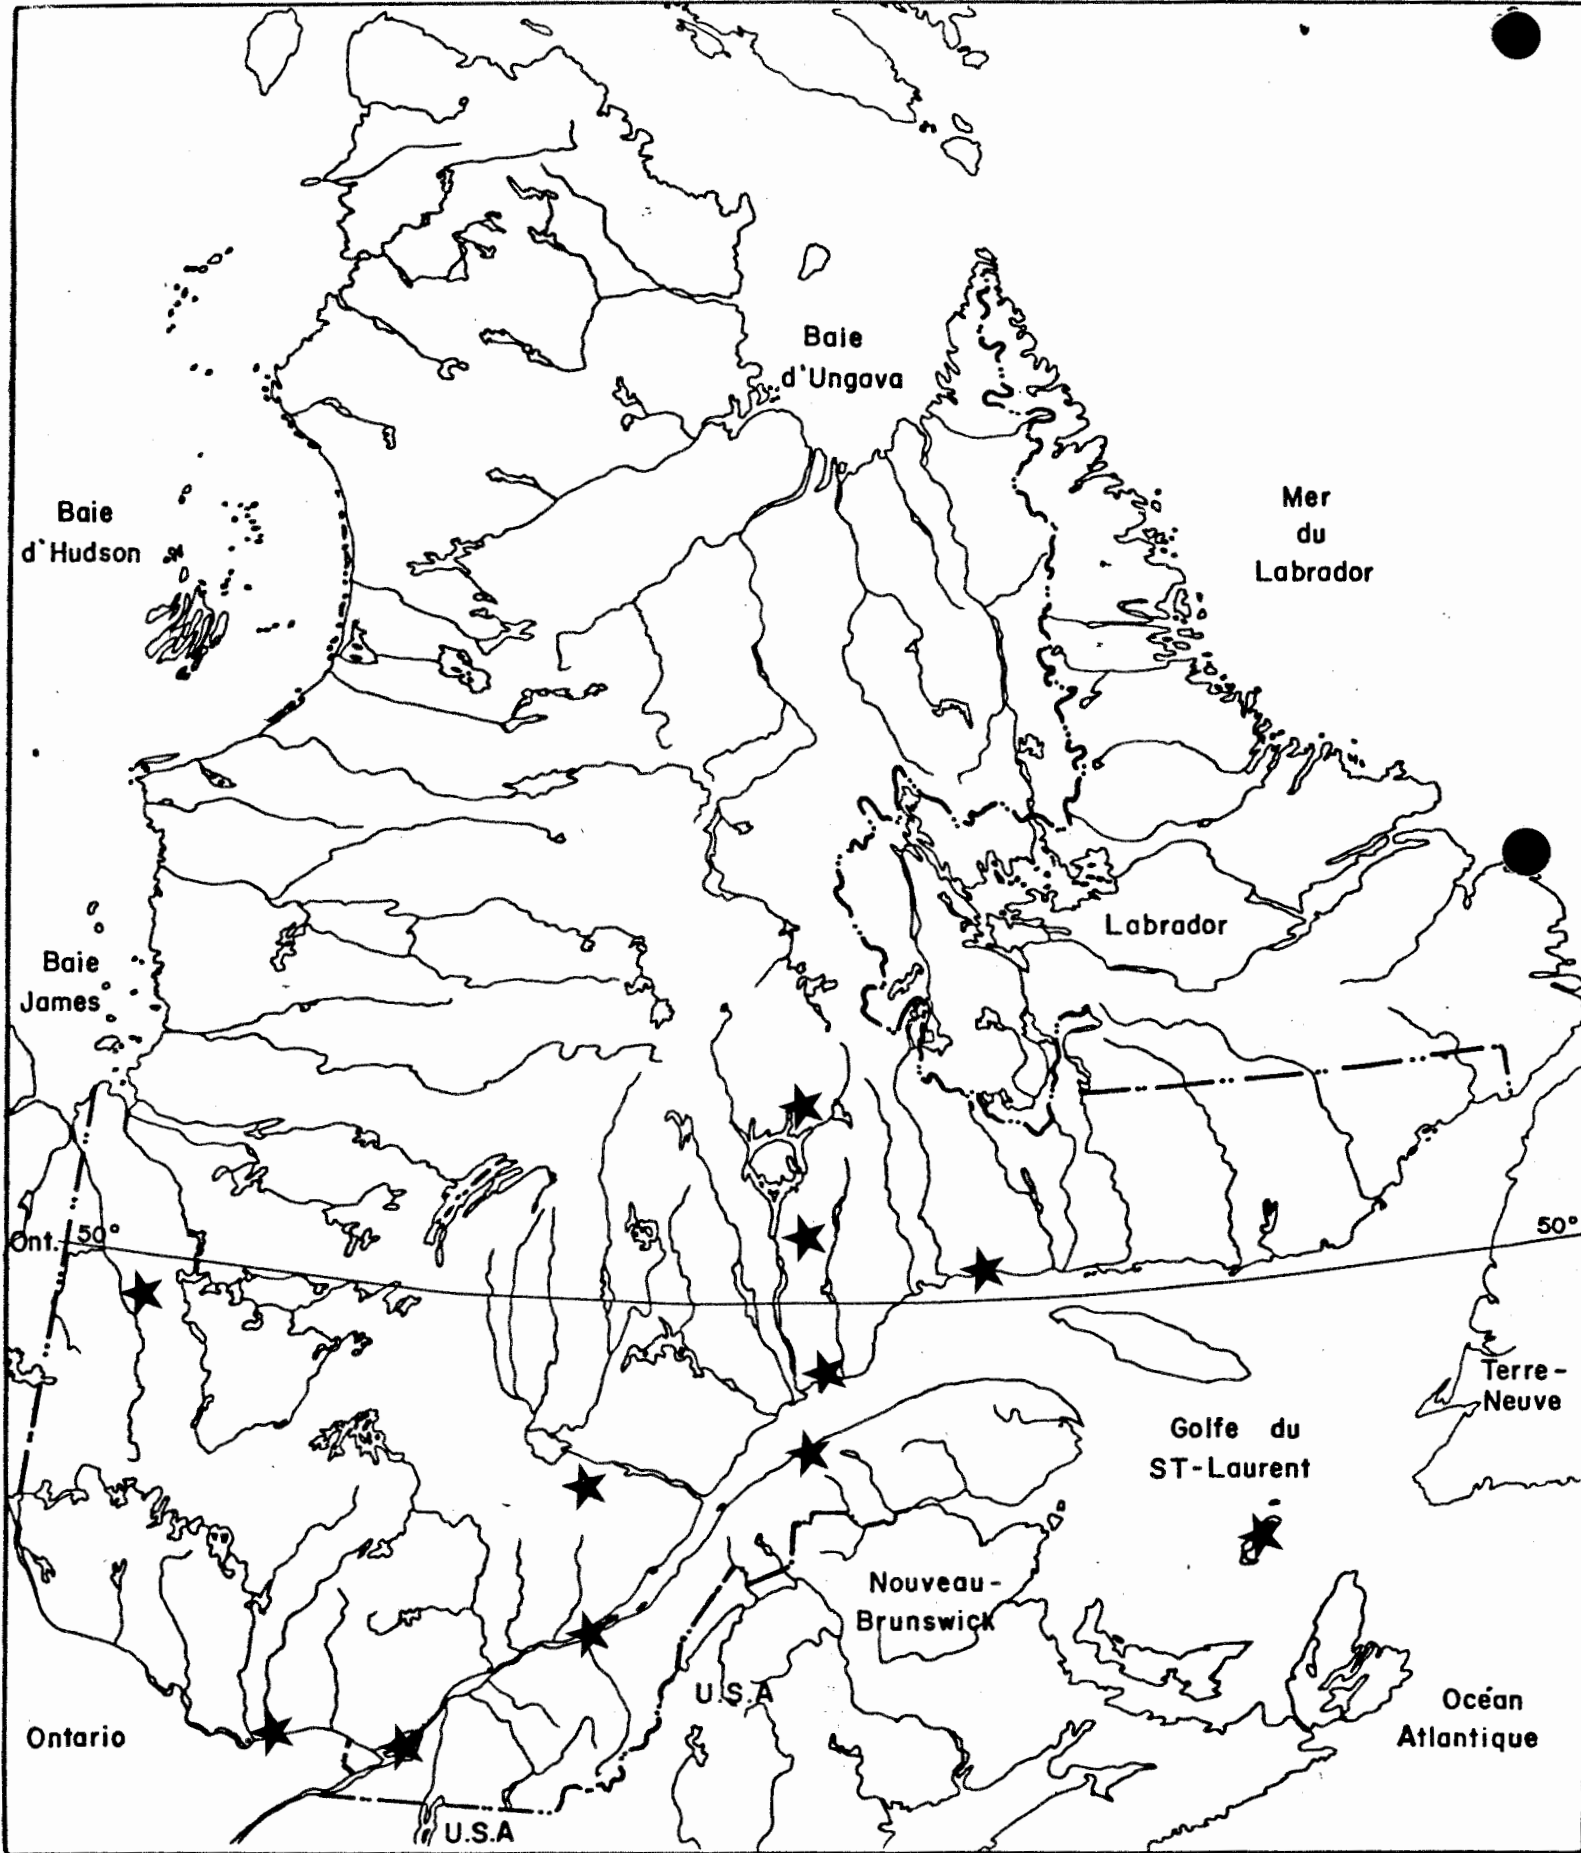 Baie
d'Ungava
Baie
d'Hudson
Mer
du
Labrador
Labrador
Baie
James
Ont.
50°
50°
Terre-
Neuve
Golfe du
ST-Laurent
Nouveau-
Brunswick
U.S.A
Ontario
Océan
Atlantique
U.S.A